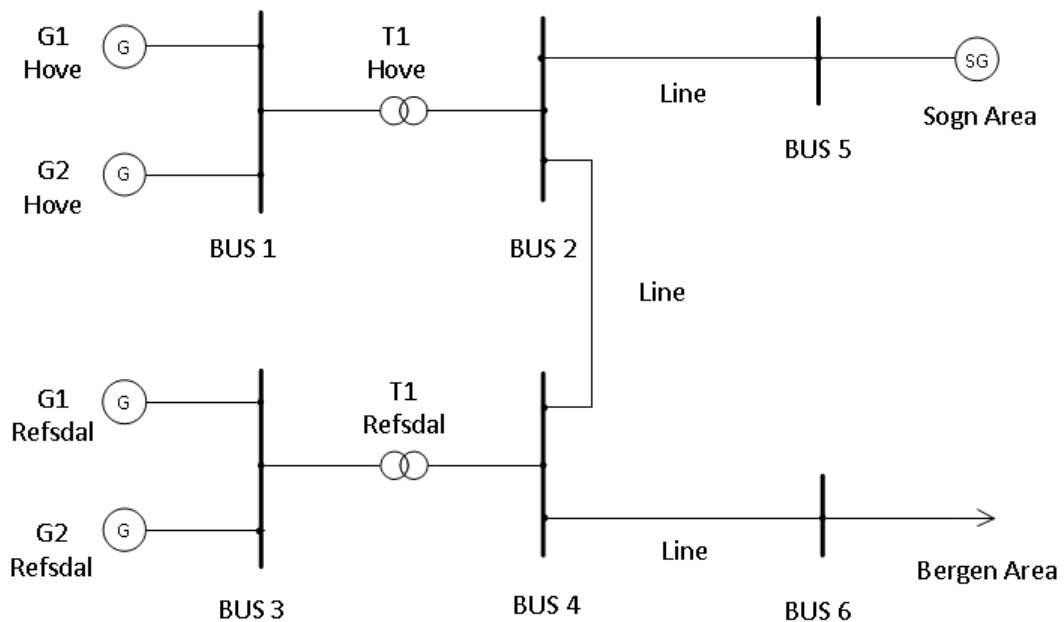 G1
Hove
G
T1
Hove
SG
Line
Sogn Area
BUS 5
G2
Hove
G
BUS 1
BUS 2
Line
G1
Refsdal
G
T1
Refsdal
G2
Refsdal
G
Line
Bergen Area
BUS 3
BUS 4
BUS 6